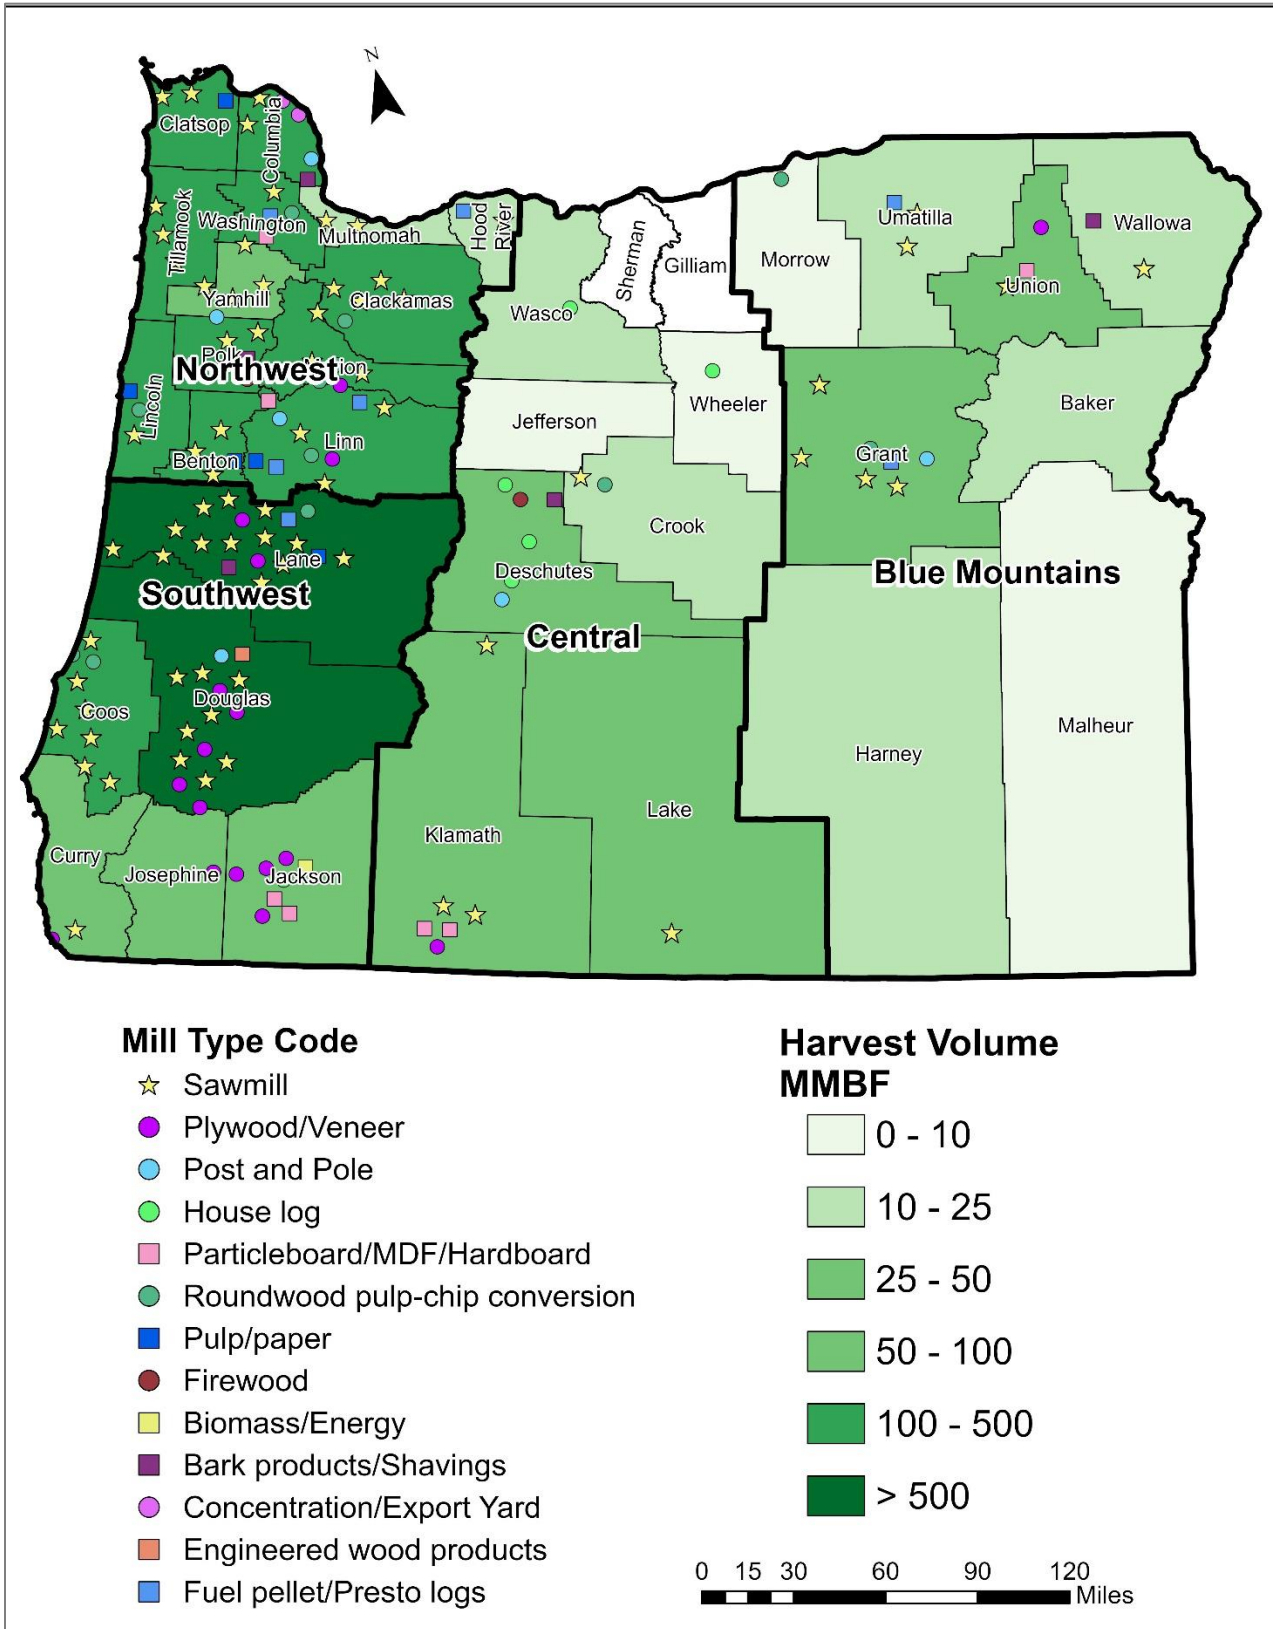 N
Clatsop
Columbia
Tillamook
Washington
Multnomah
Hood
River
Yamhill
Clackamas
Polk
Northwest
Lincoln
Benton
Linn
Sherman
Gilliam
Wasco
Morrow
Umatilla
Union
Wallowa
Wheeler
Jefferson
Baker
Grant
Crook
Lane
Deschutes
Blue Mountains
Southwest
Central
Douglas
Coos
Malheur
Harney
Lake
Klamath
Curry
Josephine
Jackson
Mill Type Code
Sawmill
Plywood/Veneer
Post and Pole
House log
Particleboard/MDF/Hardboard
Roundwood pulp-chip conversion
Pulp/paper
Firewood
Biomass/Energy
Bark products/Shavings
Concentration/Export Yard
Engineered wood products
Fuel pellet/Presto logs
Harvest Volume
MMBF
0 - 10
10 - 25
25 - 50
50 - 100
100 - 500
> 500
0 15 30 60 90 120
Miles